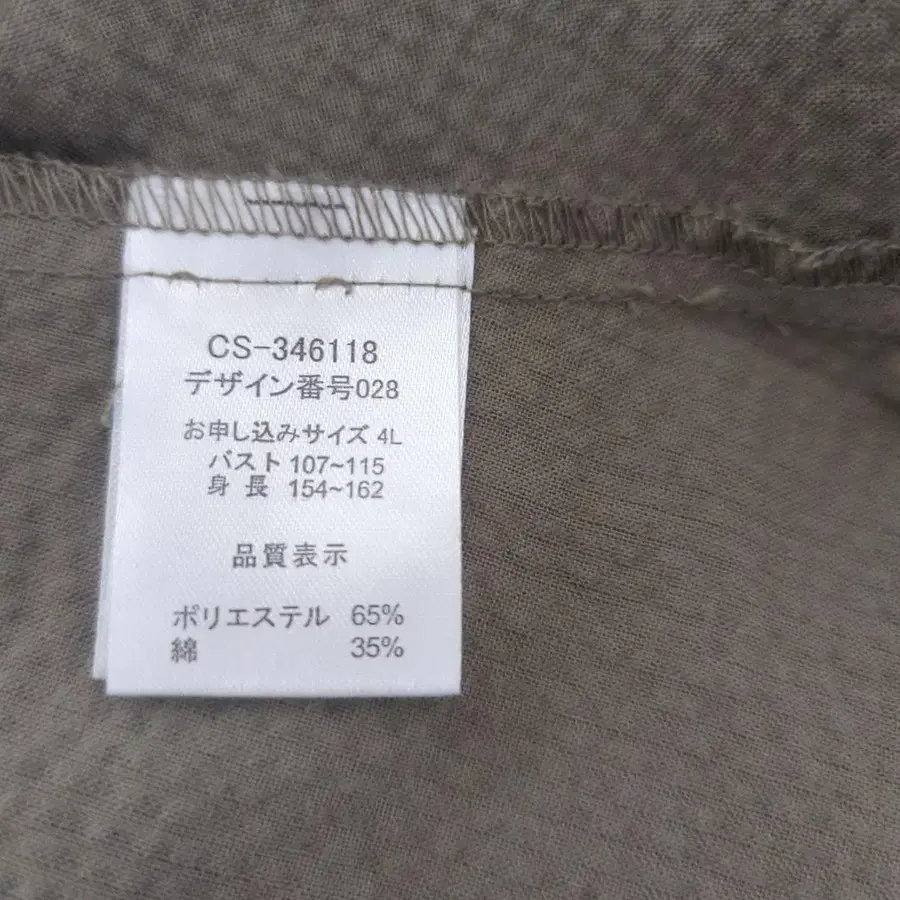 CS-346118
デザイン番号028
お申し込みサイズ 4L
バスト 107~115
身 長 154~162
品質表示
ポリエステル 65%
綿 35%